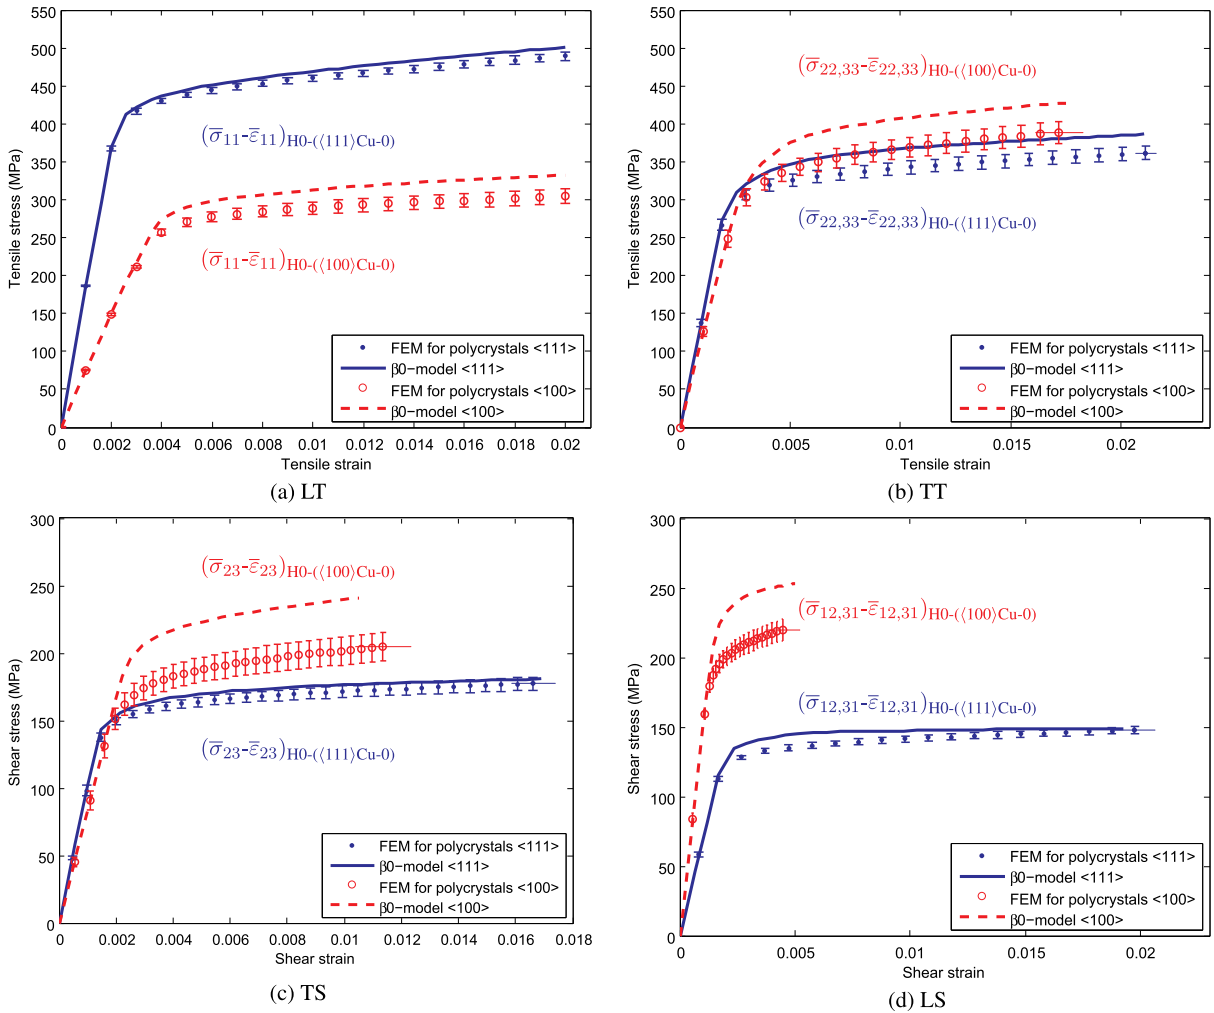 550
500
450
400
350
300
250
200
150
100
50
0
Tensile stress (MPa)
(σ̅11-ε̅11)H0-(⟨111⟩Cu-0)
(σ̅11-ε̅11)H0-(⟨100⟩Cu-0)
FEM for polycrystals <111>
β0−model <111>
FEM for polycrystals <100>
β0−model <100>
0 0.002 0.004 0.006 0.008 0.01 0.012 0.014 0.016 0.018 0.02
Tensile strain
(a) LT
550
500
450
400
350
300
250
200
150
100
50
0
Tensile stress (MPa)
(σ̅22,33-ε̅22,33)H0-(⟨100⟩Cu-0)
(σ̅22,33-ε̅22,33)H0-(⟨111⟩Cu-0)
FEM for polycrystals <111>
β0−model <111>
FEM for polycrystals <100>
β0−model <100>
0 0.005 0.01 0.015 0.02
Tensile strain
(b) TT
300
250
200
150
100
50
0
Shear stress (MPa)
(σ̅23-ε̅23)H0-(⟨100⟩Cu-0)
(σ̅23-ε̅23)H0-(⟨111⟩Cu-0)
FEM for polycrystals <111>
β0−model <111>
FEM for polycrystals <100>
β0−model <100>
0 0.002 0.004 0.006 0.008 0.01 0.012 0.014 0.016 0.018
Shear strain
(c) TS
300
250
200
150
100
50
0
Shear stress (MPa)
(σ̅12,31-ε̅12,31)H0-(⟨100⟩Cu-0)
(σ̅12,31-ε̅12,31)H0-(⟨111⟩Cu-0)
FEM for polycrystals <111>
β0−model <111>
FEM for polycrystals <100>
β0−model <100>
0 0.005 0.01 0.015 0.02
Shear strain
(d) LS